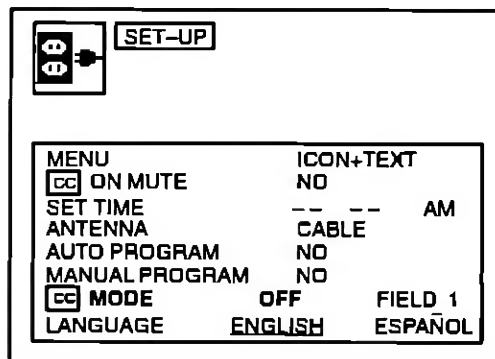 SET–UP
MENU ICON+TEXT
CC ON MUTE NO
SET TIME –– –– AM
ANTENNA CABLE
AUTO PROGRAM NO
MANUAL PROGRAM NO
CC MODE OFF FIELD 1
LANGUAGE ENGLISH ESPAÑOL